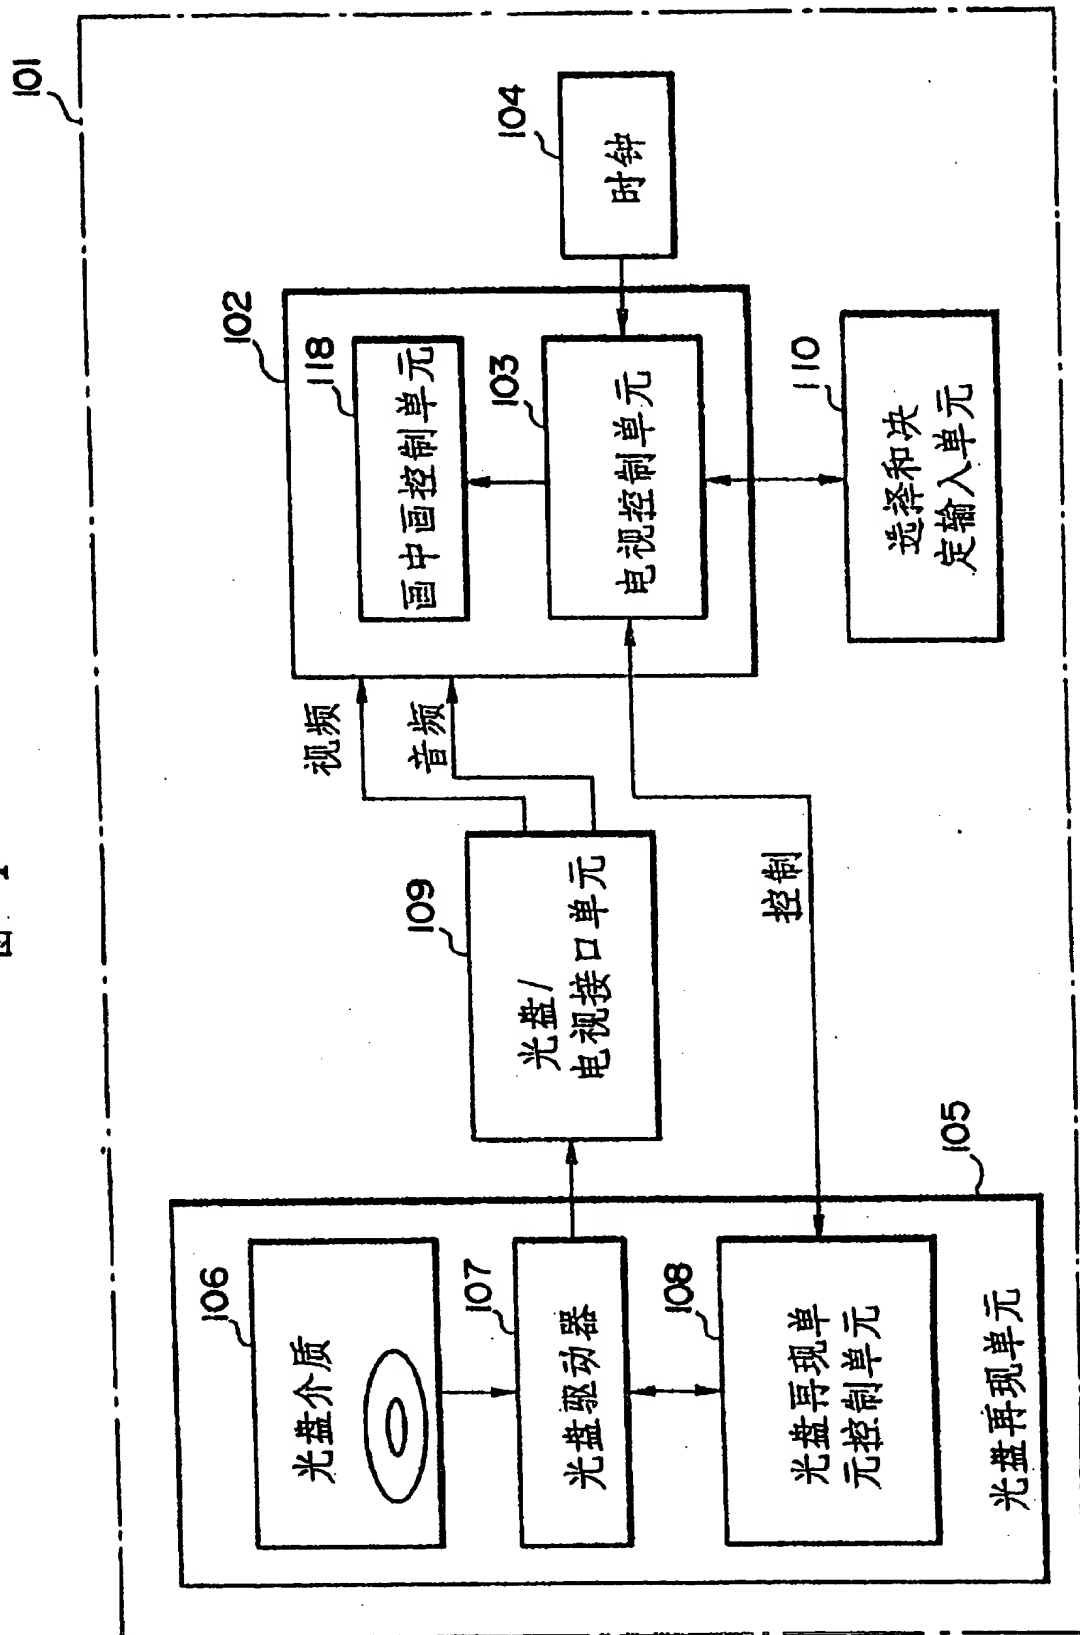 图 1
101
106
光盘介质
107
光盘驱动器
108
光盘再现单
元控制单元
光盘再现单元
105
109
光盘/
电视接口单元
视频
音频
控制
102
118
画中画控制单元
103
电视控制单元
104
时钟
110
选择和决
定输入单元